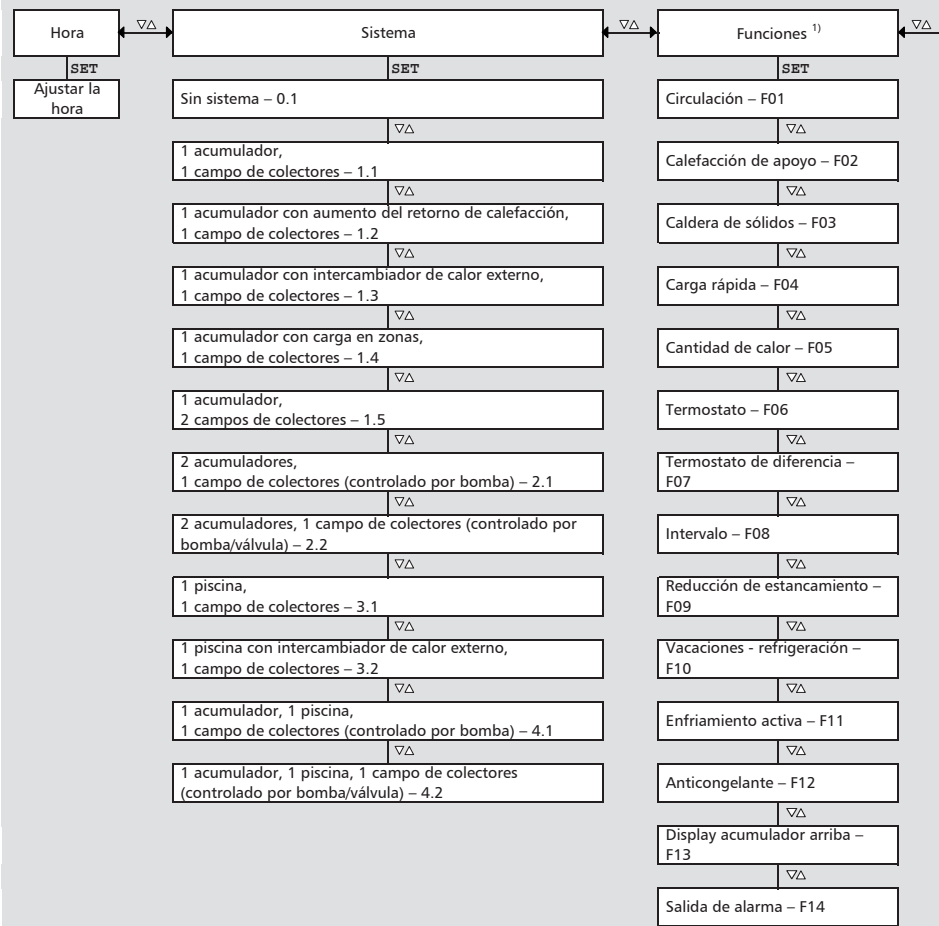 Hora
▽△
Sistema
▽△
Funciones 1)
▽△
SET
Ajustar la
hora
SET
Sin sistema – 0.1
▽△
1 acumulador,
1 campo de colectores – 1.1
▽△
1 acumulador con aumento del retorno de calefacción,
1 campo de colectores – 1.2
▽△
1 acumulador con intercambiador de calor externo,
1 campo de colectores – 1.3
▽△
1 acumulador con carga en zonas,
1 campo de colectores – 1.4
▽△
1 acumulador,
2 campos de colectores – 1.5
▽△
2 acumuladores,
1 campo de colectores (controlado por bomba) – 2.1
▽△
2 acumuladores, 1 campo de colectores (controlado por
bomba/válvula) – 2.2
▽△
1 piscina,
1 campo de colectores – 3.1
▽△
1 piscina con intercambiador de calor externo,
1 campo de colectores – 3.2
▽△
1 acumulador, 1 piscina,
1 campo de colectores (controlado por bomba) – 4.1
▽△
1 acumulador, 1 piscina, 1 campo de colectores
(controlado por bomba/válvula) – 4.2
SET
Circulación – F01
▽△
Calefacción de apoyo – F02
▽△
Caldera de sólidos – F03
▽△
Carga rápida – F04
▽△
Cantidad de calor – F05
▽△
Termostato – F06
▽△
Termostato de diferencia –
F07
▽△
Intervalo – F08
▽△
Reducción de estancamiento –
F09
▽△
Vacaciones - refrigeración –
F10
▽△
Enfriamiento activa – F11
▽△
Anticongelante – F12
▽△
Display acumulador arriba –
F13
▽△
Salida de alarma – F14